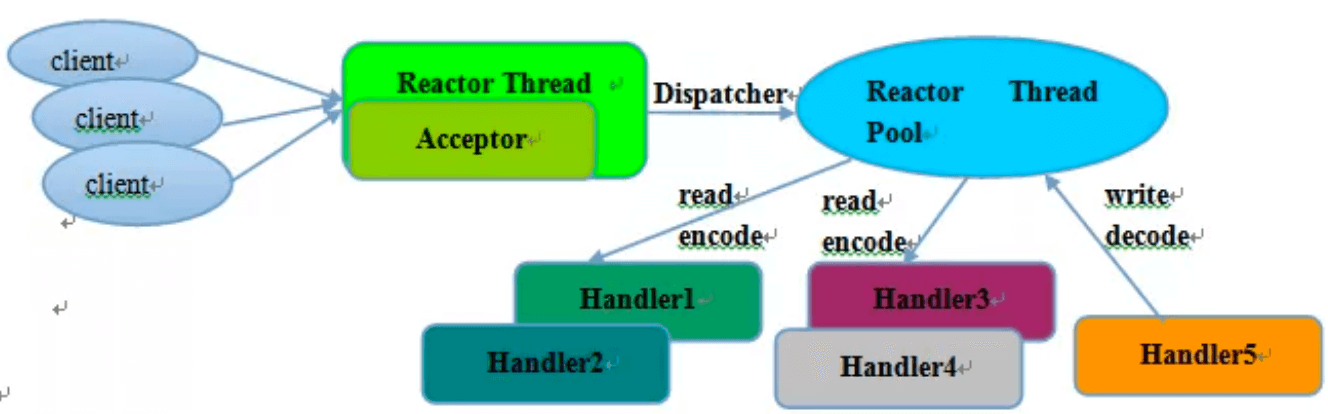 client
client
client
Reactor Thread
Acceptor
Dispatcher
Reactor Thread
Pool
read
encode
read
encode
write
decode
Handler1
Handler2
Handler3
Handler4
Handler5